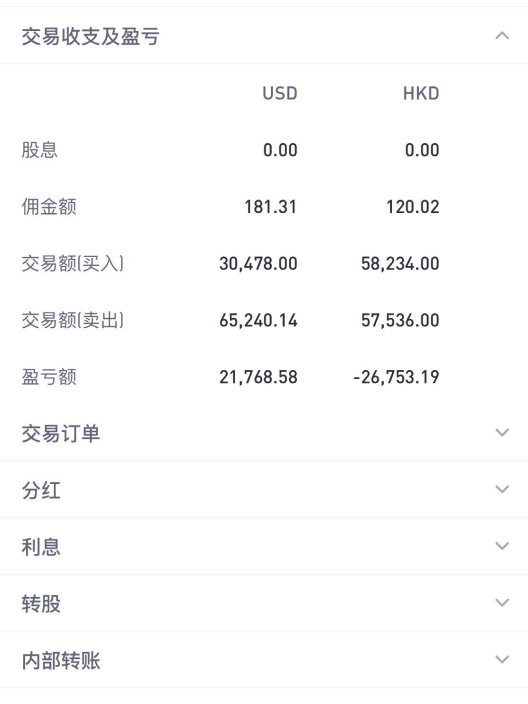 交易收支及盈亏
USD HKD
股息 0.00 0.00
佣金额 181.31 120.02
交易额(买入) 30,478.00 58,234.00
交易额(卖出) 65,240.14 57,536.00
盈亏额 21,768.58 -26,753.19
交易订单
分红
利息
转股
内部转账